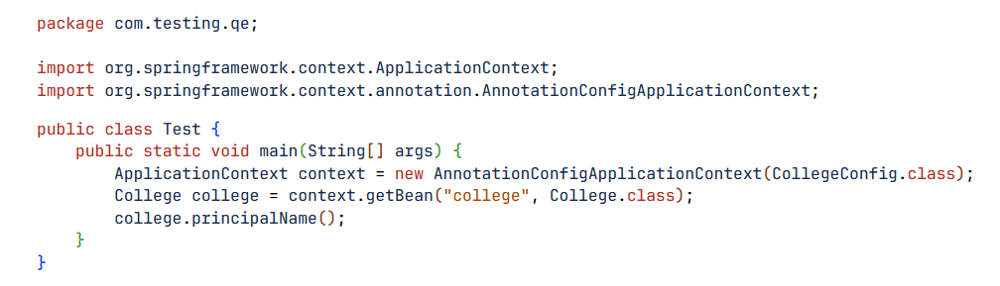 package com.testing.qe;
import org.springframework.context.ApplicationContext;
import org.springframework.context.annotation.AnnotationConfigApplicationContext;
public class Test {
    public static void main(String[] args) {
        ApplicationContext context = new AnnotationConfigApplicationContext(CollegeConfig.class);
        College college = context.getBean("college", College.class);
        college.principalName();
    }
}